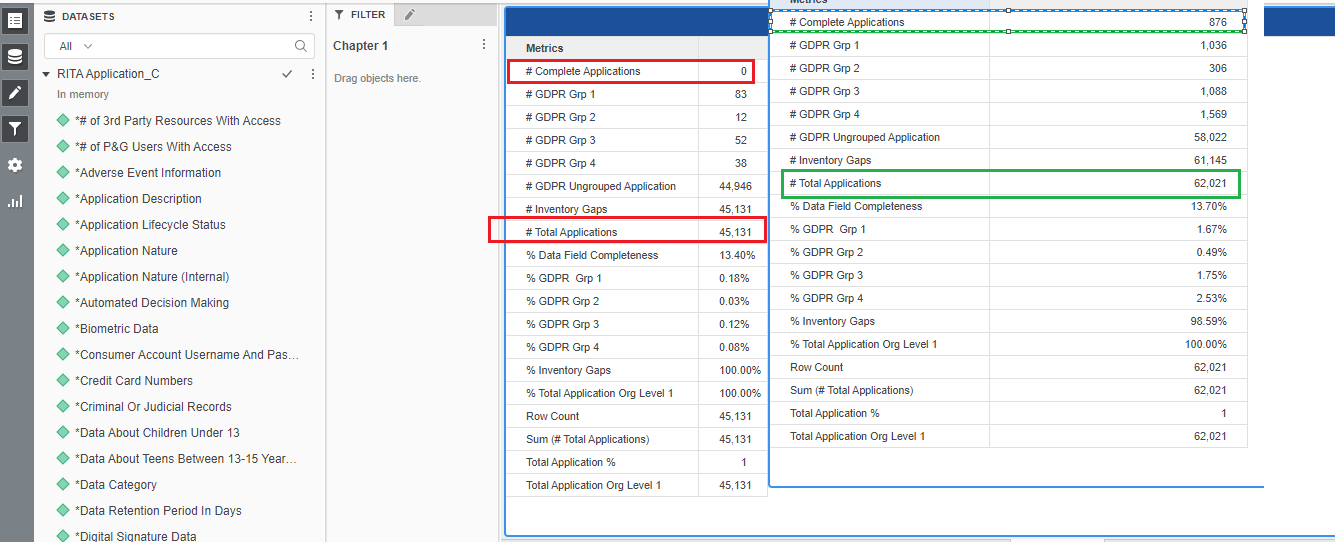 DATASETS
All
RITA Application_C
In memory
*# of 3rd Party Resources With Access
*# of P&G Users With Access
*Adverse Event Information
*Application Description
*Application Lifecycle Status
*Application Nature
*Application Nature (Internal)
*Automated Decision Making
*Biometric Data
*Consumer Account Username And Pas...
*Credit Card Numbers
*Criminal Or Judicial Records
*Data About Children Under 13
*Data About Teens Between 13-15 Year...
*Data Category
*Data Retention Period In Days
*Digital Signature Data
FILTER
Chapter 1
Drag objects here.
Metrics
# Complete Applications 0
# GDPR Grp 1 83
# GDPR Grp 2 12
# GDPR Grp 3 52
# GDPR Grp 4 38
# GDPR Ungrouped Application 44,946
# Inventory Gaps 45,131
# Total Applications 45,131
% Data Field Completeness 13.40%
% GDPR  Grp 1 0.18%
% GDPR Grp 2 0.03%
% GDPR Grp 3 0.12%
% GDPR Grp 4 0.08%
% Inventory Gaps 100.00%
% Total Application Org Level 1 100.00%
Row Count 45,131
Sum (# Total Applications) 45,131
Total Application % 1
Total Application Org Level 1 45,131
Metrics
# Complete Applications 876
# GDPR Grp 1 1,036
# GDPR Grp 2 306
# GDPR Grp 3 1,088
# GDPR Grp 4 1,569
# GDPR Ungrouped Application 58,022
# Inventory Gaps 61,145
# Total Applications 62,021
% Data Field Completeness 13.70%
% GDPR  Grp 1 1.67%
% GDPR Grp 2 0.49%
% GDPR Grp 3 1.75%
% GDPR Grp 4 2.53%
% Inventory Gaps 98.59%
% Total Application Org Level 1 100.00%
Row Count 62,021
Sum (# Total Applications) 62,021
Total Application % 1
Total Application Org Level 1 62,021